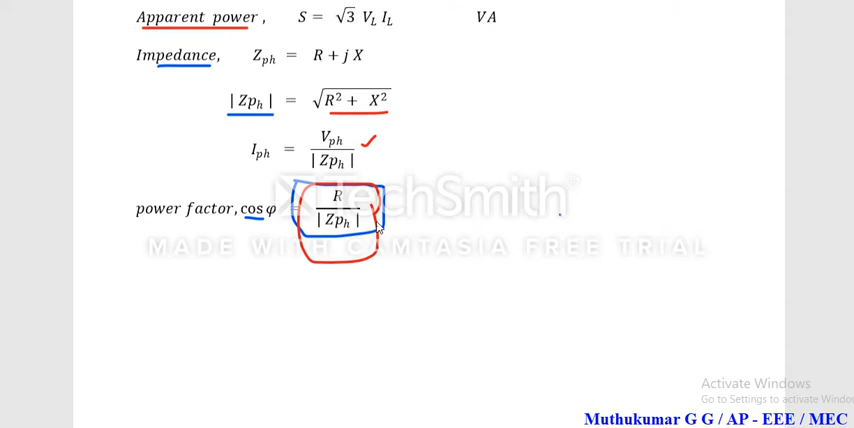 Apparent power, S = √3 V_L I_L VA
Impedance, Z_ph = R + j X
| Zp_h | = √(R² + X²)
I_ph = V_ph / | Zp_h |
power factor, cos φ = R / | Zp_h |
TechSmith
MADE WITH CAMTASIA FREE TRIAL
Activate Windows
Go to Settings to activate Windows
Muthukumar G G / AP - EEE / MEC